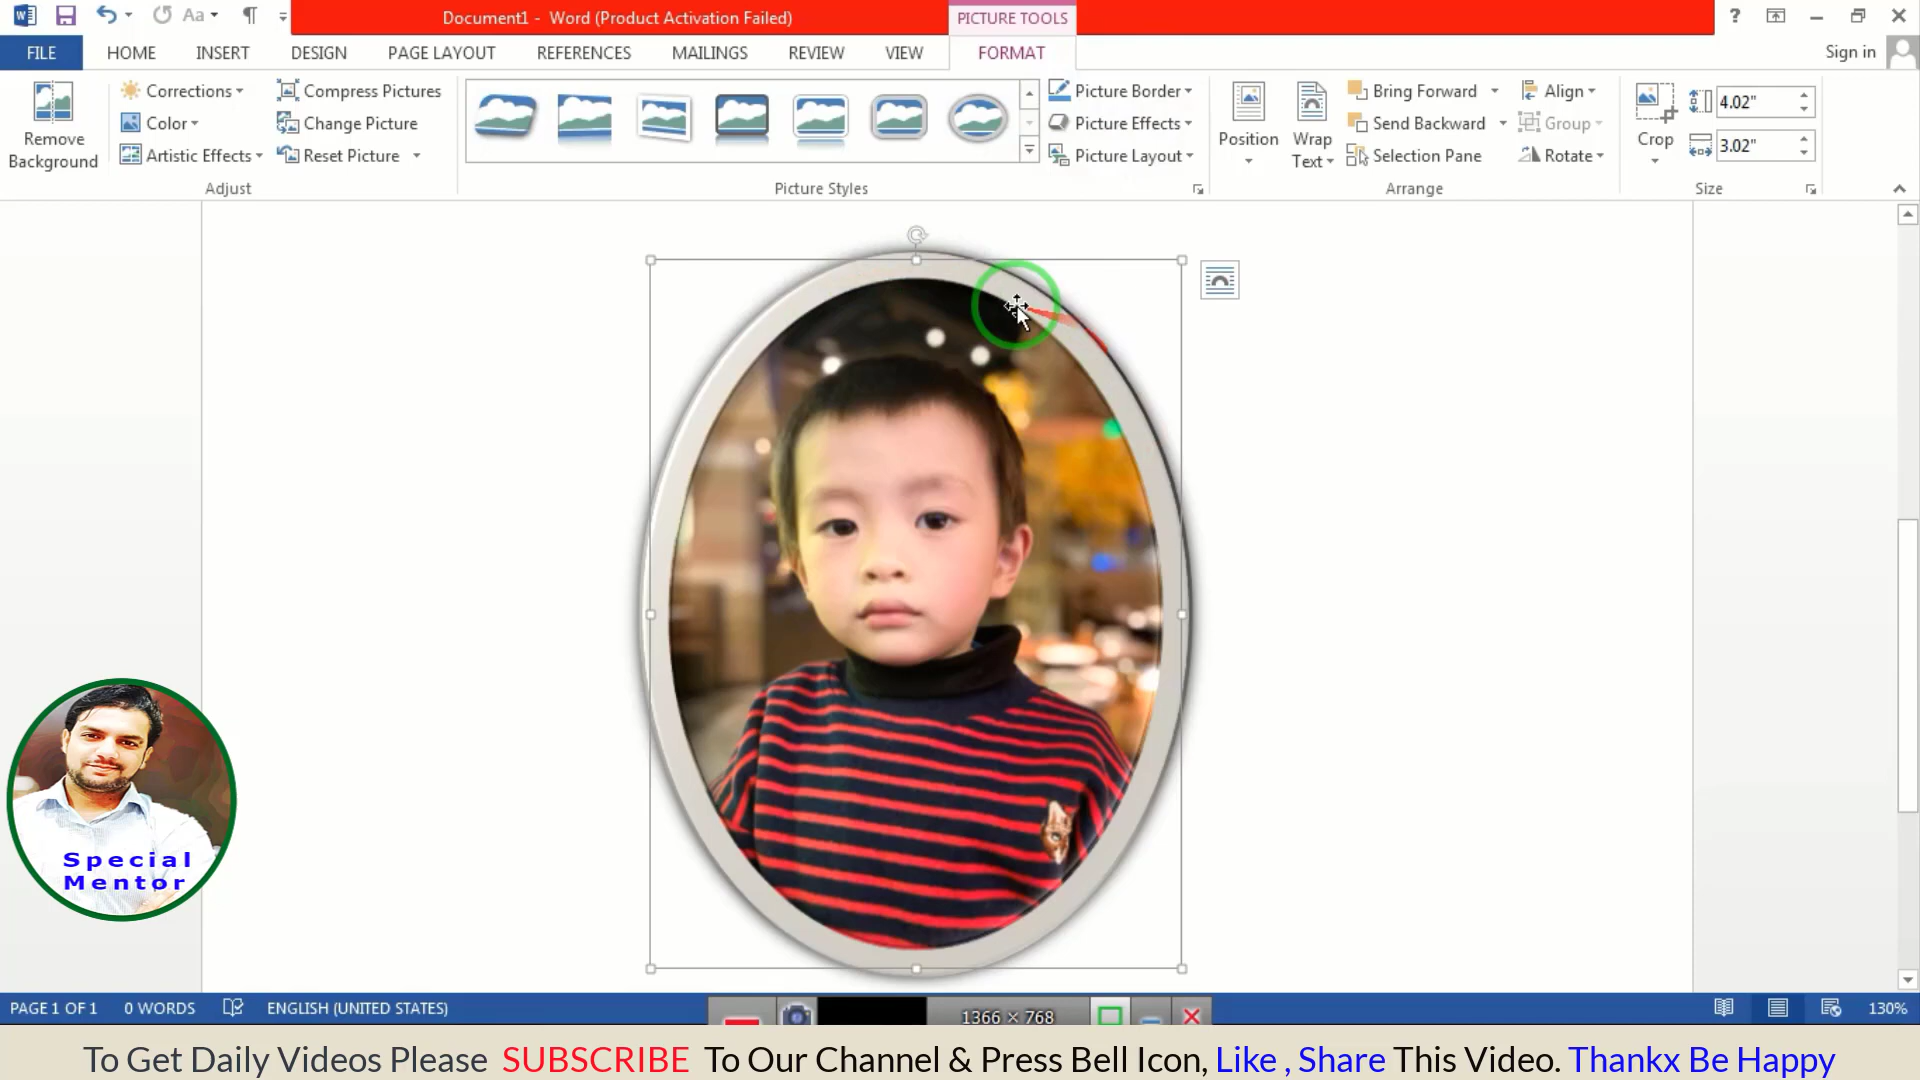 Aa
Document1 - Word (Product Activation Failed)
PICTURE TOOLS
?
FILE
HOME
INSERT
DESIGN
PAGE LAYOUT
REFERENCES
MAILINGS
REVIEW
VIEW
FORMAT
Sign in
Remove Background
Corrections
Color
Artistic Effects
Compress Pictures
Change Picture
Reset Picture
Adjust
Picture Styles
Picture Border
Picture Effects
Picture Layout
Position
Wrap Text
Bring Forward
Send Backward
Selection Pane
Align
Group
Rotate
Arrange
Crop
4.02"
3.02"
Size
Special
Mentor
PAGE 1 OF 1
0 WORDS
ENGLISH (UNITED STATES)
1366 × 768
130%
To Get Daily Videos Please SUBSCRIBE To Our Channel & Press Bell Icon, Like , Share This Video. Thankx Be Happy